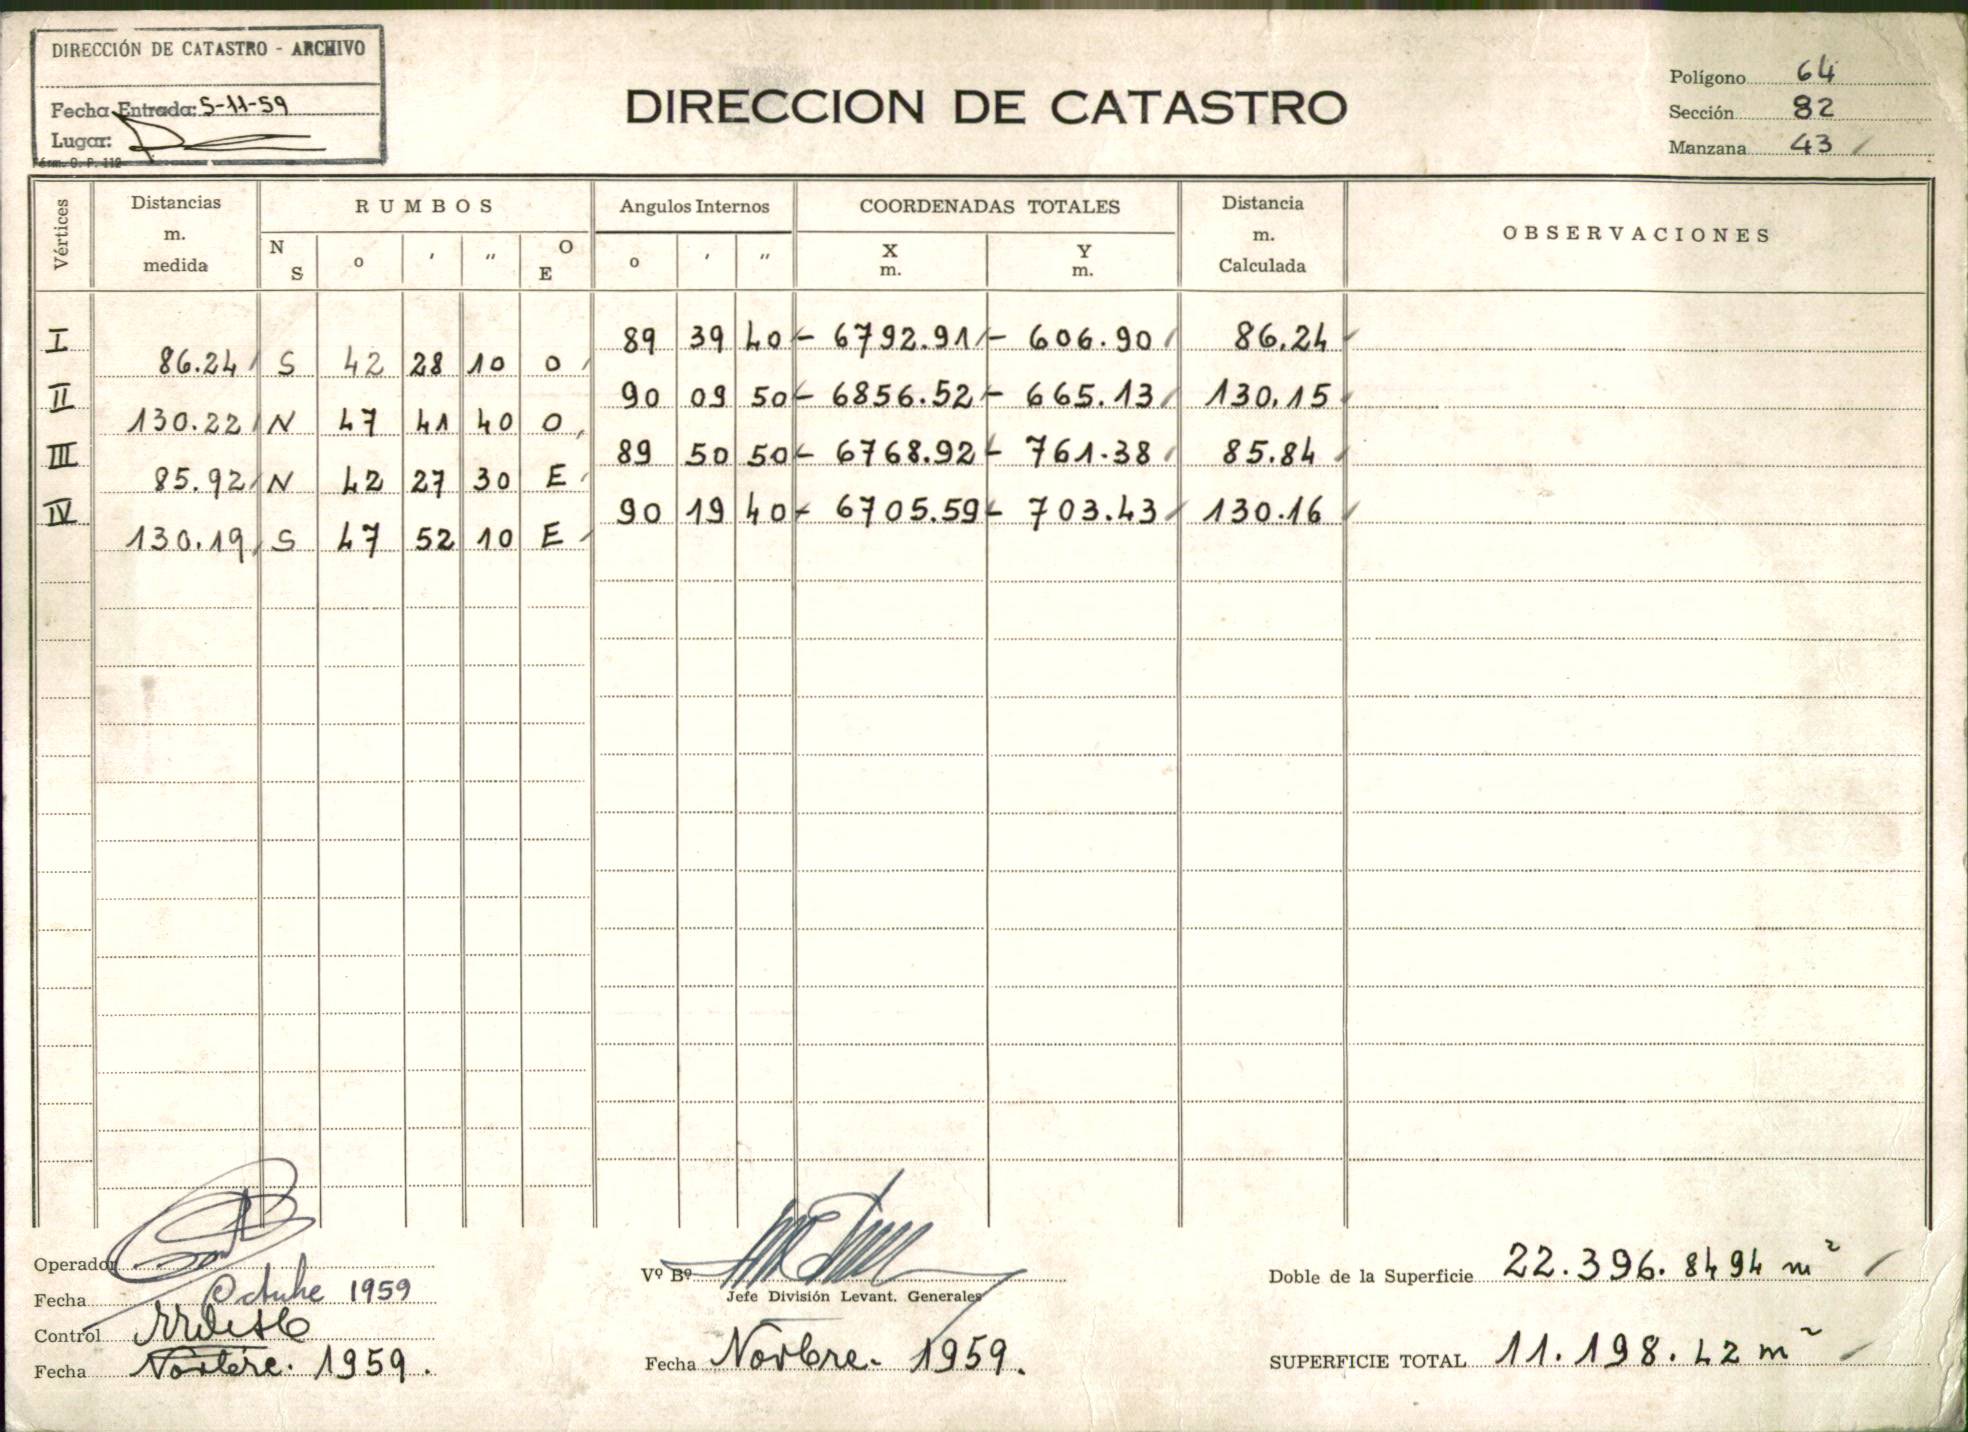 DIRECCIÓN DE CATASTRO - ARCHIVO
Fecha Entrada: 5-11-59
Lugar:
Form. O. P. 112
DIRECCION DE CATASTRO
Polígono 64
Sección 82
Manzana 43
Vértices
Distancias m. medida
RUMBOS
N S o ′ ″ O E
Angulos Internos
o ′ ″
COORDENADAS TOTALES
X m. Y m.
Distancia m. Calculada
OBSERVACIONES
I 89 39 40 - 6792.91 - 606.90 86.24
86.24 S 42 28 10 O
II 90 09 50 - 6856.52 - 665.13 130.15
130.22 N 47 41 40 O
III 89 50 50 - 6768.92 - 761.38 85.84
85.92 N 42 27 30 E
IV 90 19 40 - 6705.59 - 703.43 130.16
130.19 S 47 52 10 E
Operador
Fecha Octubre 1959
Control
Fecha Novbre. 1959.
Vº Bº
Jefe División Levant. Generales
Fecha Novbre. 1959.
Doble de la Superficie 22.396.8494 m²
SUPERFICIE TOTAL 11.198.42 m²